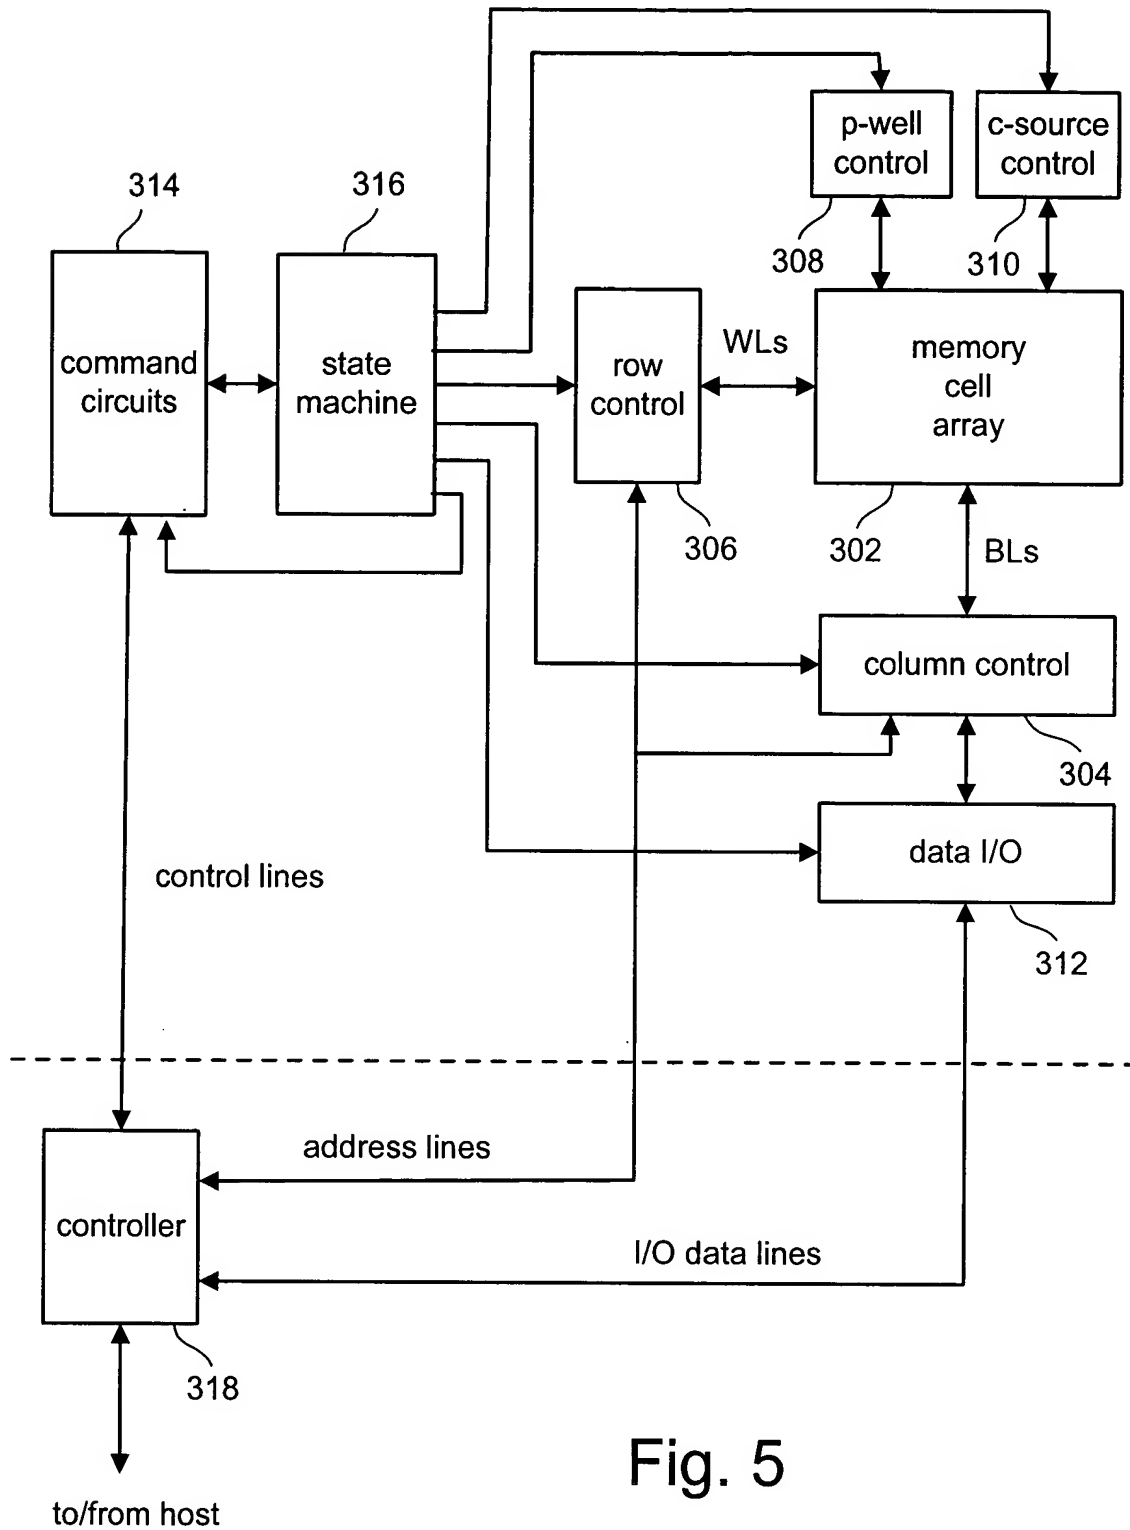 p-well
control
c-source
control
314
316
308
310
command
circuits
state
machine
row
control
WLs
memory
cell
array
306
302
BLs
column control
304
data I/O
312
control lines
address lines
controller
I/O data lines
318
Fig. 5
to/from host